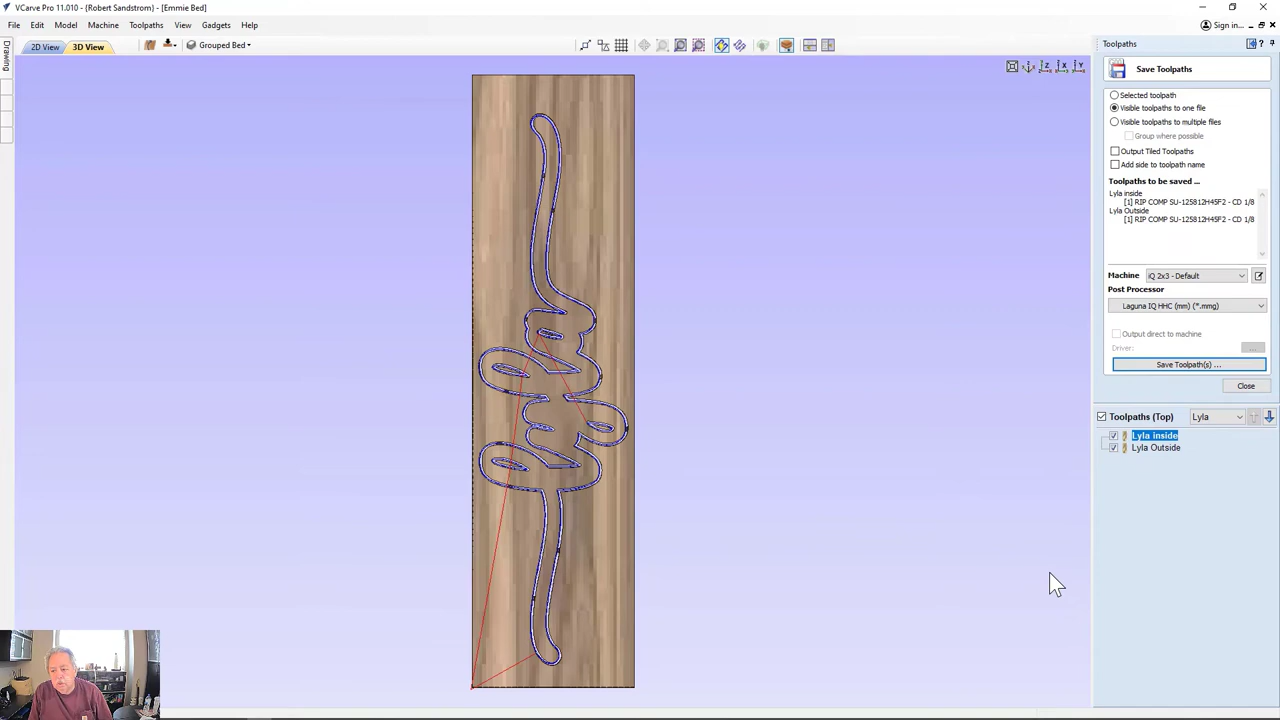 VCarve Pro 11.010 - {Robert Sandstrom} - [Emmie Bed]
File Edit Model Machine Toolpaths View Gadgets Help
Sign in...
2D View 3D View Grouped Bed
Drawing
Toolpaths
Save Toolpaths
Selected toolpath
Visible toolpaths to one file
Visible toolpaths to multiple files
Group where possible
Output Tiled Toolpaths
Add side to toolpath name
Toolpaths to be saved ...
Lyla inside
[1] RIP COMP SU-125812H45F2 - CD 1/8
Lyla Outside
[1] RIP COMP SU-125812H45F2 - CD 1/8
Machine iQ 2x3 - Default
Post Processor
Laguna IQ HHC (mm) (*.mmg)
Output direct to machine
Driver: ...
Save Toolpath(s) ...
Close
Toolpaths (Top) Lyla
Lyla inside
Lyla Outside